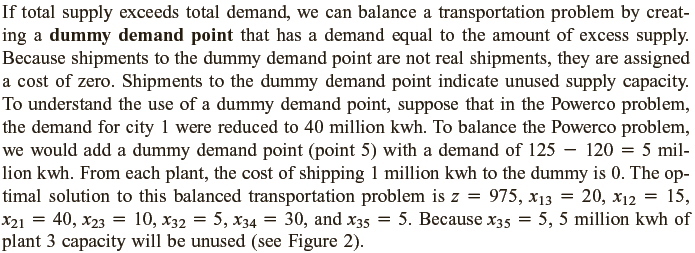 If total supply exceeds total demand, we can balance a transportation problem by creat-
ing a dummy demand point that has a demand equal to the amount of excess supply.
Because shipments to the dummy demand point are not real shipments, they are assigned
a cost of zero. Shipments to the dummy demand point indicate unused supply capacity.
To understand the use of a dummy demand point, suppose that in the Powerco problem,
the demand for city 1 were reduced to 40 million kwh. To balance the Powerco problem,
we would add a dummy demand point (point 5) with a demand of 125 − 120 = 5 mil-
lion kwh. From each plant, the cost of shipping 1 million kwh to the dummy is 0. The op-
timal solution to this balanced transportation problem is z = 975, x13 = 20, x12 = 15,
x21 = 40, x23 = 10, x32 = 5, x34 = 30, and x35 = 5. Because x35 = 5, 5 million kwh of
plant 3 capacity will be unused (see Figure 2).